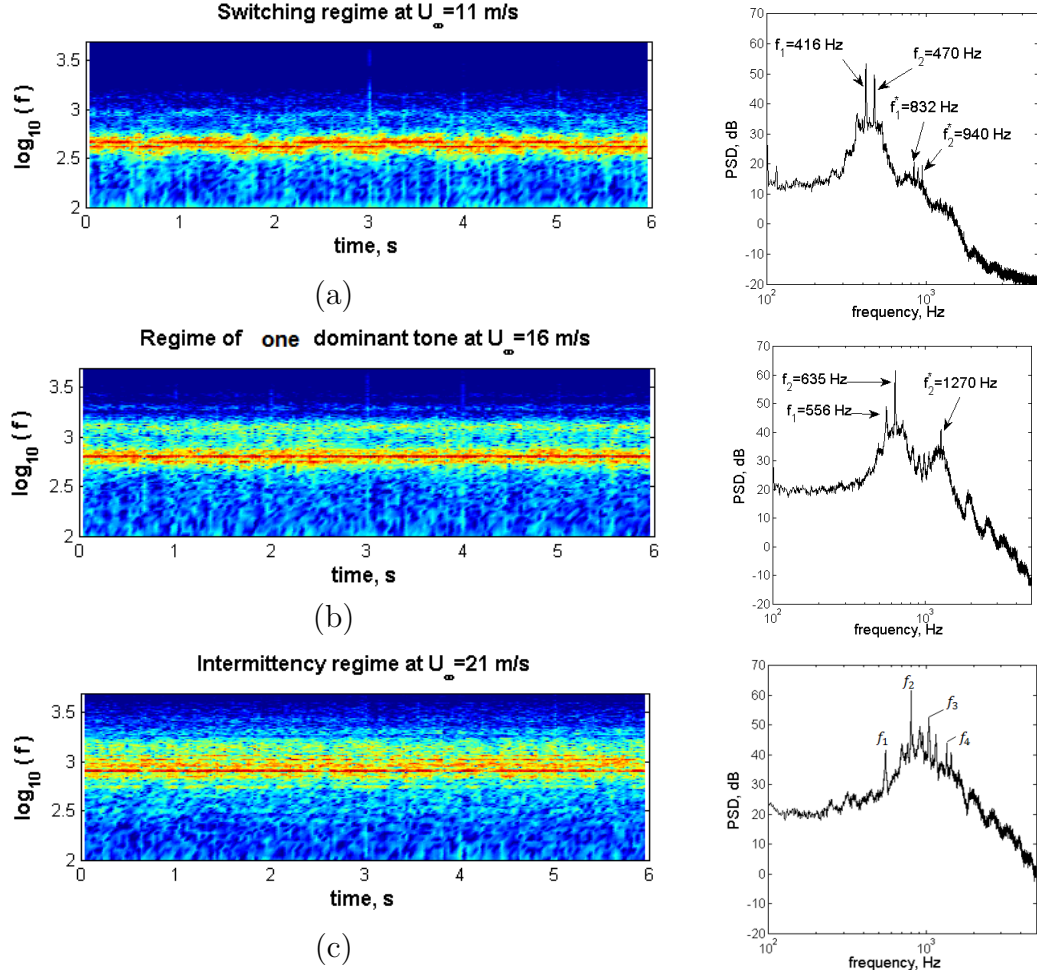 Switching regime at U∞=11 m/s
log10 (f)
3.5
3
2.5
2
0 1 2 3 4 5 6
time, s
70
60
50
40
30
20
10
0
-10
-20
PSD, dB
f1=416 Hz
f2=470 Hz
f1*=832 Hz
f2*=940 Hz
10^2 10^3
frequency, Hz
(a)
Regime of one dominant tone at U∞=16 m/s
log10 (f)
3.5
3
2.5
2
0 1 2 3 4 5 6
time, s
70
60
50
40
30
20
10
0
-10
20
PSD, dB
f2=635 Hz
f2*=1270 Hz
f1=556 Hz
10^2 10^3
frequency, Hz
(b)
Intermittency regime at U∞=21 m/s
log10 (f)
3.5
3
2.5
2
0 1 2 3 4 5 6
time, s
70
60
50
40
30
20
10
0
-10
-20
PSD, dB
f1
f2
f3
f4
10^2 10^3
frequency, Hz
(c)